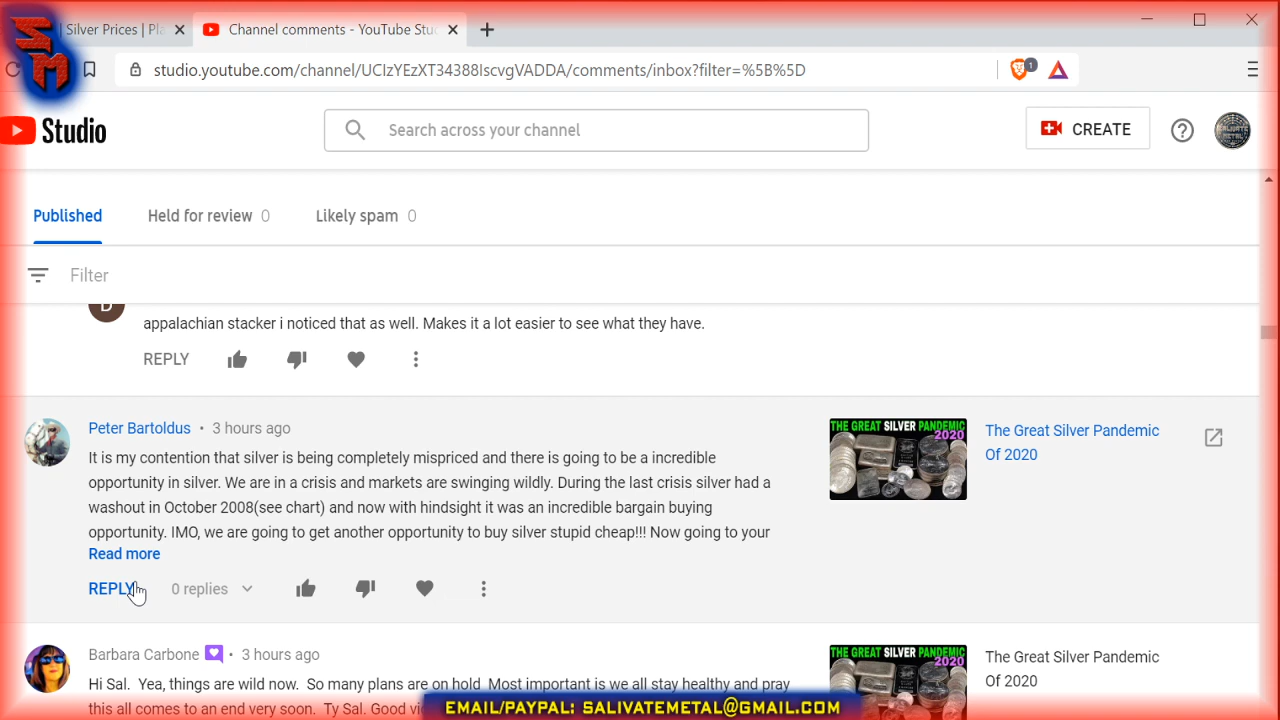 SM
Silver Prices | Pla
Channel comments - YouTube Stu
studio.youtube.com/channel/UCIzYEzXT34388IscvgVADDA/comments/inbox?filter=%5B%5D
1
Studio
Search across your channel
CREATE
Published
Held for review 0
Likely spam 0
Filter
D
appalachian stacker i noticed that as well. Makes it a lot easier to see what they have.
REPLY
Peter Bartoldus • 3 hours ago
It is my contention that silver is being completely mispriced and there is going to be a incredible
opportunity in silver. We are in a crisis and markets are swinging wildly. During the last crisis silver had a
washout in October 2008(see chart) and now with hindsight it was an incredible bargain buying
opportunity. IMO, we are going to get another opportunity to buy silver stupid cheap!!! Now going to your
Read more
REPLY
0 replies
THE GREAT SILVER PANDEMIC
2020
The Great Silver Pandemic
Of 2020
Barbara Carbone • 3 hours ago
Hi Sal. Yea, things are wild now. So many plans are on hold Most important is we all stay healthy and pray
this all comes to an end very soon. Ty Sal. Good
THE GREAT SILVER PANDEMIC
2020
The Great Silver Pandemic
Of 2020
EMAIL/PAYPAL: SALIVATEMETAL@GMAIL.COM